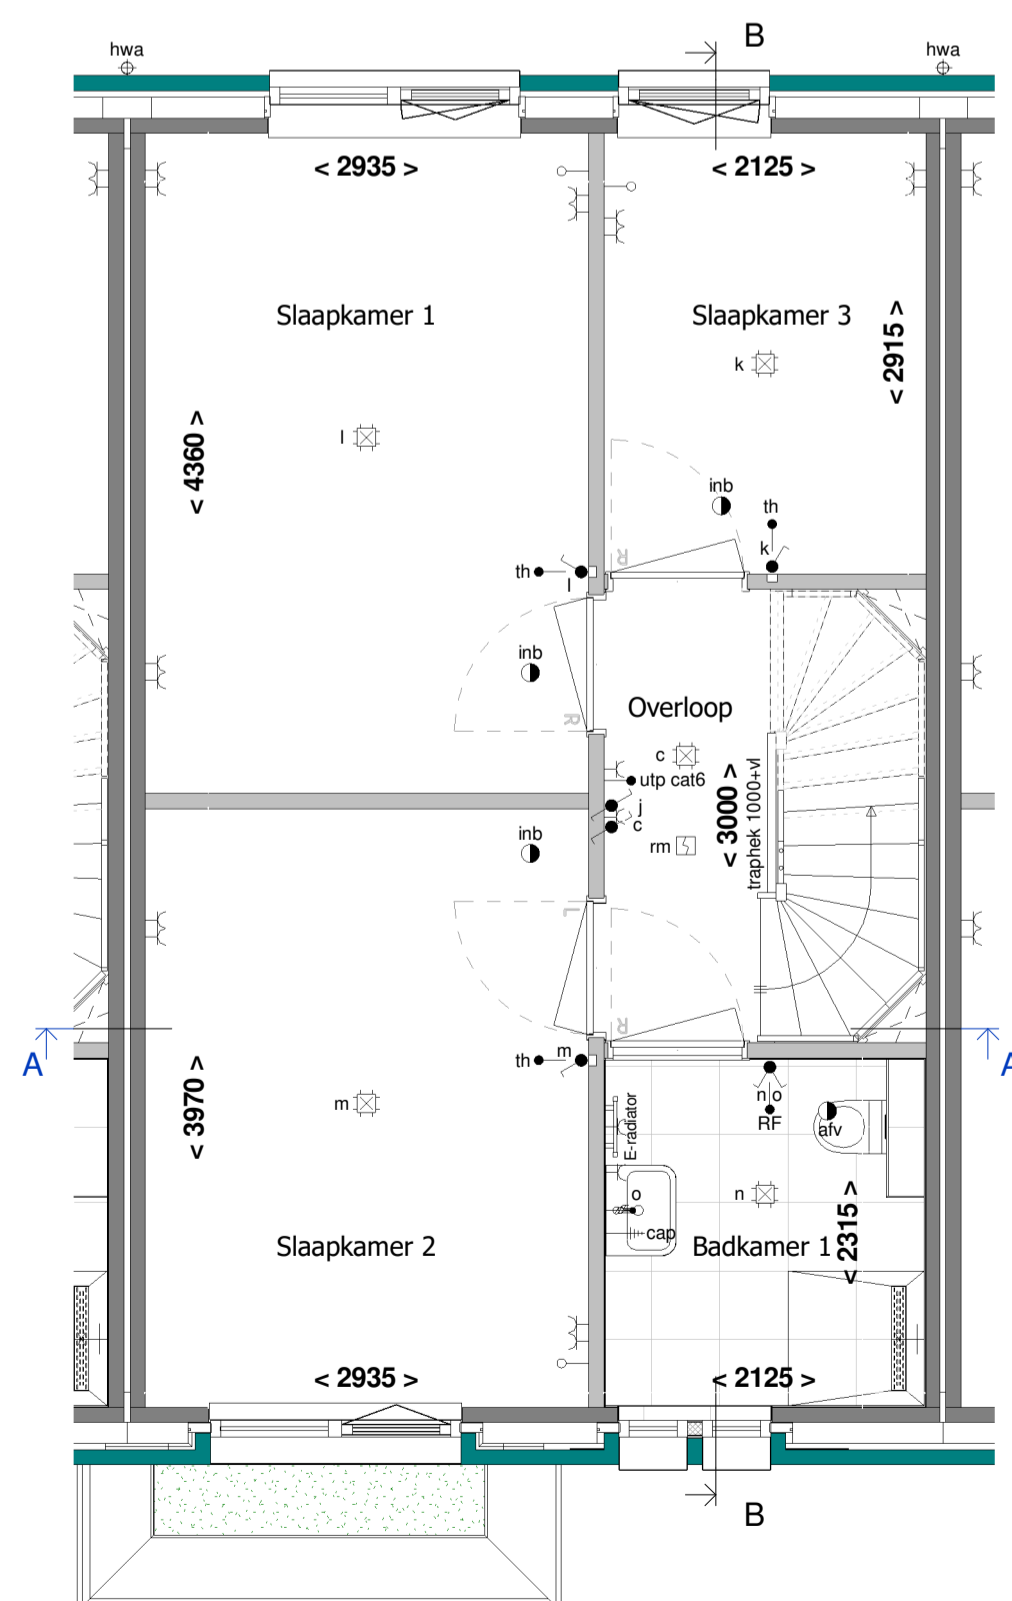 B
hwa
hwa
< 2935 >
< 2125 >
Slaapkamer 1
Slaapkamer 3
< 2915 >
k
< 4360 >
l
inb
th
k
R
th
l
inb
R
Overloop
c
utp cat6
j
c
< 3000 >
traphek 1000+vl
rm
inb
L
R
A
A
th
m
n o
RF
afv
E-radiator
< 3970 >
m
o
n
cap
< 2315 >
Slaapkamer 2
Badkamer 1
< 2935 >
< 2125 >
B